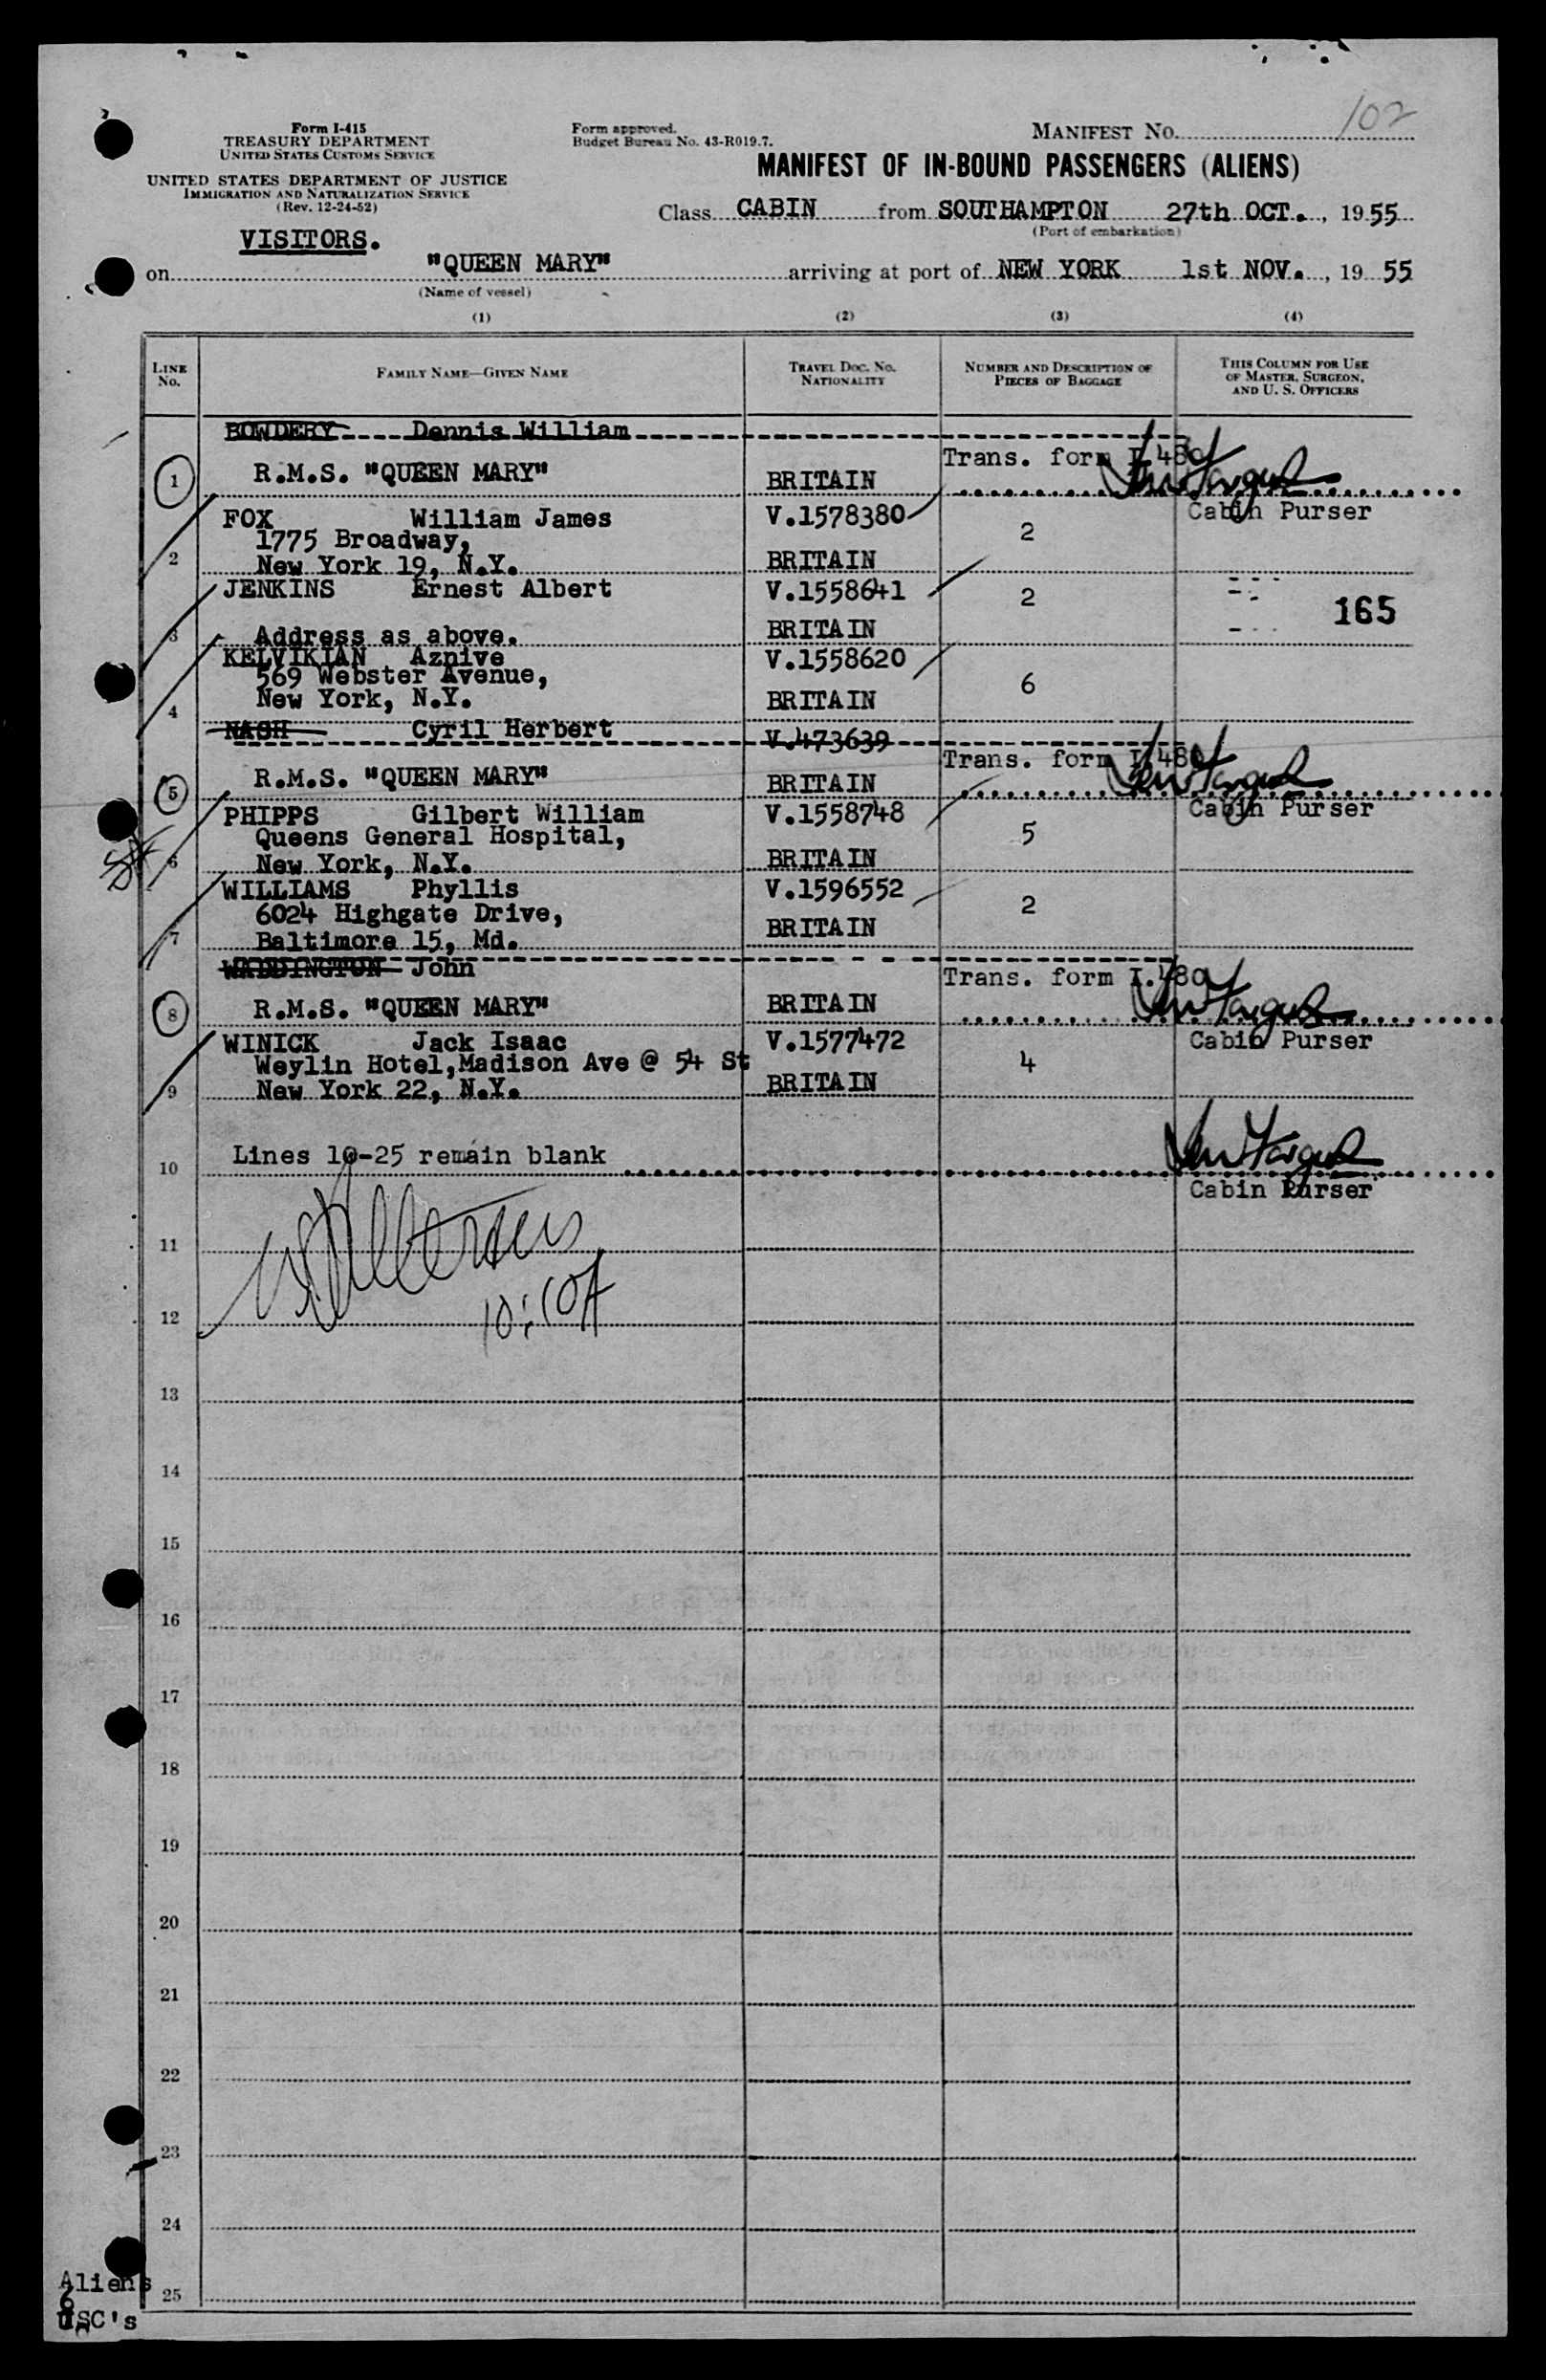 Form I-415
TREASURY DEPARTMENT
UNITED STATES CUSTOMS SERVICE
UNITED STATES DEPARTMENT OF JUSTICE
IMMIGRATION AND NATURALIZATION SERVICE
(Rev. 12-24-52)
Form approved.
Budget Bureau No. 43-R019.7.
MANIFEST NO. 102
MANIFEST OF IN-BOUND PASSENGERS (ALIENS)
Class CABIN from SOUTHAMPTON 27th OCT., 1955
(Port of embarkation)
VISITORS.
on "QUEEN MARY" arriving at port of NEW YORK 1st NOV., 1955
(Name of vessel)
(1) (2) (3) (4)
LINE NO.
FAMILY NAME—GIVEN NAME
TRAVEL DOC. NO.
NATIONALITY
NUMBER AND DESCRIPTION OF
PIECES OF BAGGAGE
THIS COLUMN FOR USE
OF MASTER, SURGEON,
AND U. S. OFFICERS
BOWDERY Dennis William
Trans. form I.480
1 R.M.S. "QUEEN MARY" BRITAIN
Cabin Purser
FOX William James V.1578380 2
1775 Broadway,
2 New York 19, N.Y. BRITAIN
JENKINS Ernest Albert V.1558641 2
165
3 Address as above. BRITAIN
KELVIKIAN Aznive V.1558620
569 Webster Avenue, 6
4 New York, N.Y. BRITAIN
NASH Cyril Herbert V.473639
Trans. form I.480
5 R.M.S. "QUEEN MARY" BRITAIN
Cabin Purser
PHIPPS Gilbert William V.1558748
Queens General Hospital, 5
6 New York, N.Y. BRITAIN
WILLIAMS Phyllis V.1596552
6024 Highgate Drive, 2
7 Baltimore 15, Md. BRITAIN
WADDINGTON John
Trans. form I.480
8 R.M.S. "QUEEN MARY" BRITAIN
Cabin Purser
WINICK Jack Isaac V.1577472
Weylin Hotel,Madison Ave @ 54 St 4
9 New York 22, N.Y. BRITAIN
10 Lines 10-25 remain blank
Cabin Purser
11
12 10:10A
13
14
15
16
17
18
19
20
21
22
23
24
25
Aliens
6
USC's